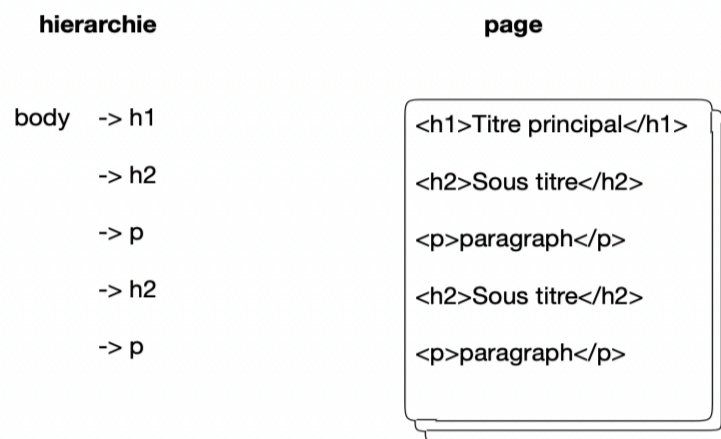 hierarchie
page
body -> h1
<h1>Titre principal</h1>
-> h2
<h2>Sous titre</h2>
-> p
<p>paragraph</p>
-> h2
<h2>Sous titre</h2>
-> p
<p>paragraph</p>